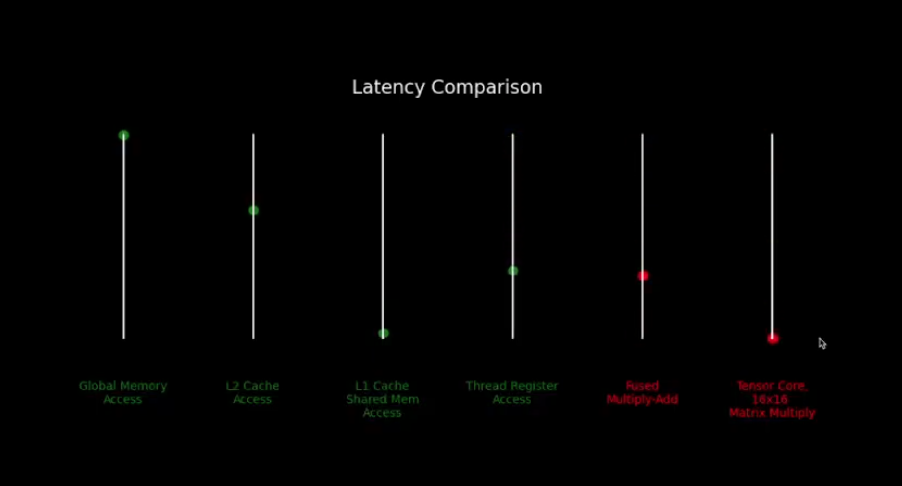 Latency Comparison
Global Memory
Access
L2 Cache
Access
L1 Cache
Shared Mem
Access
Thread Register
Access
Fused
Multiply-Add
Tensor Core,
16x16
Matrix Multiply